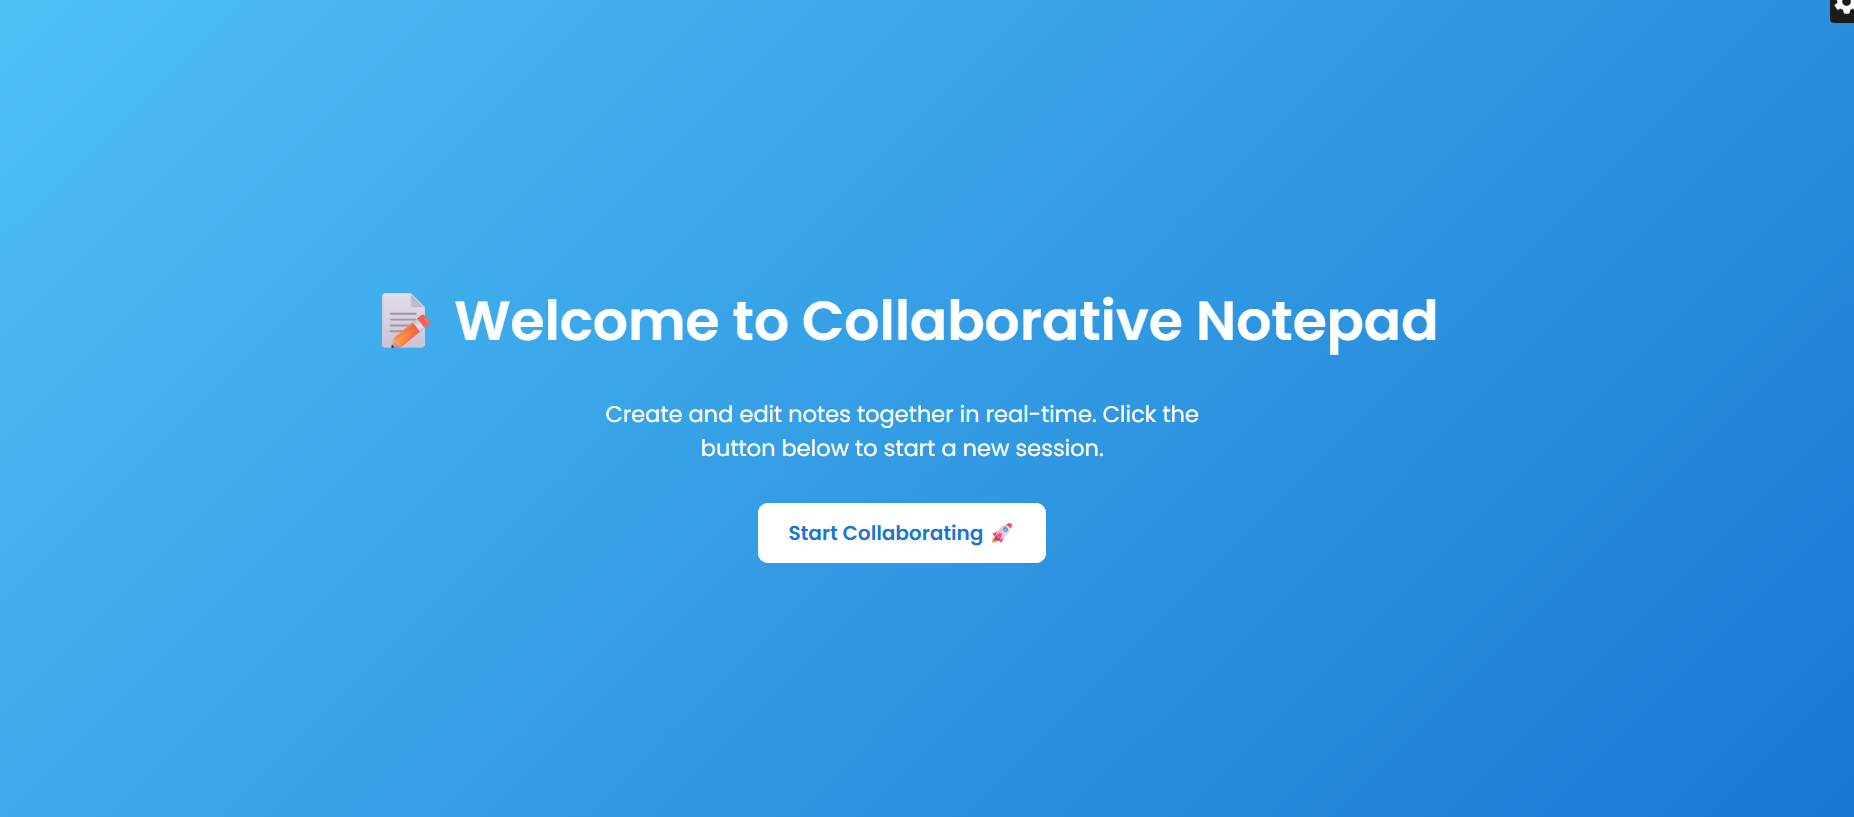 📝 Welcome to Collaborative Notepad
Create and edit notes together in real-time. Click the
button below to start a new session.
Start Collaborating 🚀